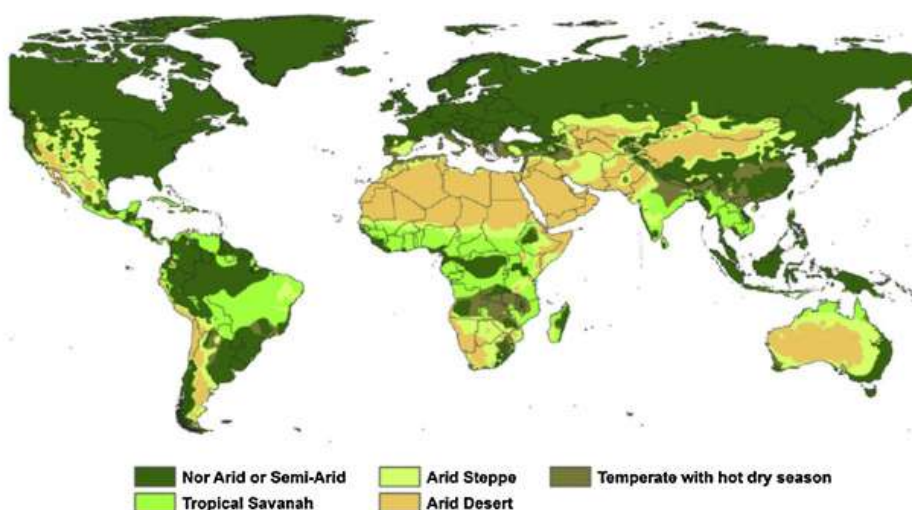 Nor Arid or Semi-Arid
Arid Steppe
Temperate with hot dry season
Tropical Savanah
Arid Desert